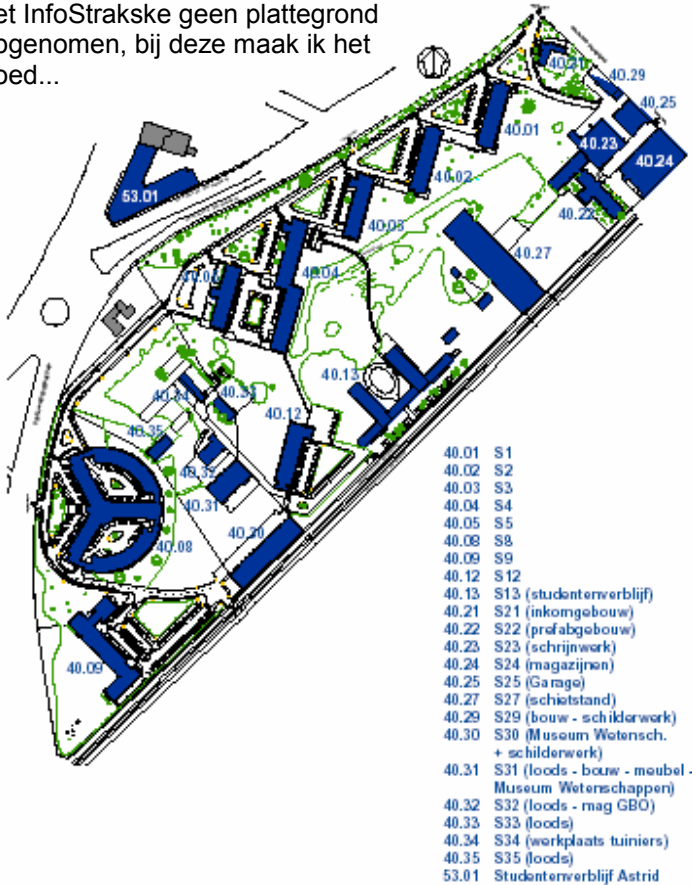 et InfoStrakske geen plattegrond
ogenomen, bij deze maak ik het
oed...
40.21
40.29
40.25
40.01
40.23
40.24
53.01
40.02
40.22
40.03
40.27
40.04
40.05
40.13
40.34
40.33
40.12
40.35
40.32
40.31
40.30
40.08
40.09
40.01 S1
40.02 S2
40.03 S3
40.04 S4
40.05 S5
40.08 S8
40.09 S9
40.12 S12
40.13 S13 (studentenverblijf)
40.21 S21 (inkomgebouw)
40.22 S22 (prefabgebouw)
40.23 S23 (schrijnwerk)
40.24 S24 (magazijnen)
40.25 S25 (Garage)
40.27 S27 (schietstand)
40.29 S29 (bouw - schilderwerk)
40.30 S30 (Museum Wetensch.
+ schilderwerk)
40.31 S31 (loods - bouw - meubel -
Museum Wetenschappen)
40.32 S32 (loods - mag GBO)
40.33 S33 (loods)
40.34 S34 (werkplaats tuiniers)
40.35 S35 (loods)
53.01 Studentenverblijf Astrid